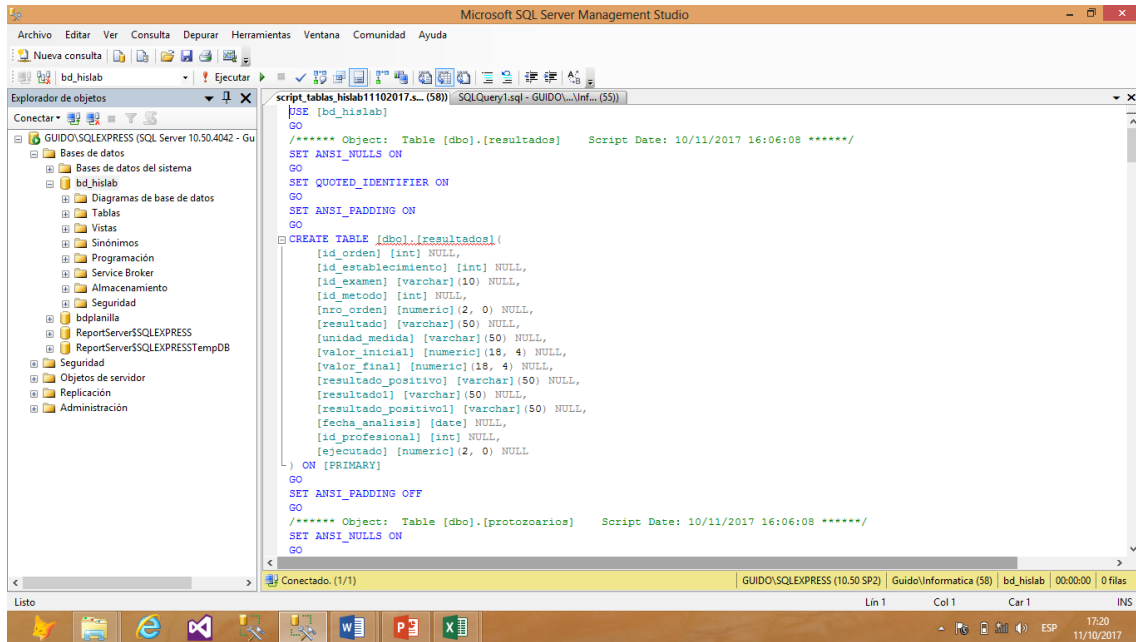 Microsoft SQL Server Management Studio
Archivo Editar Ver Consulta Depurar Herramientas Ventana Comunidad Ayuda
Nueva consulta
bd_hislab Ejecutar
Explorador de objetos
Conectar
GUIDO\SQLEXPRESS (SQL Server 10.50.4042 - Gu
Bases de datos
Bases de datos del sistema
bd_hislab
Diagramas de base de datos
Tablas
Vistas
Sinónimos
Programación
Service Broker
Almacenamiento
Seguridad
bdplanilla
ReportServer$SQLEXPRESS
ReportServer$SQLEXPRESSTempDB
Seguridad
Objetos de servidor
Replicación
Administración
script_tablas_hislab11102017.s... (58)) SQLQuery1.sql - GUIDO\...\Inf... (55))
USE [bd_hislab]
GO
/****** Object: Table [dbo].[resultados] Script Date: 10/11/2017 16:06:08 ******/
SET ANSI_NULLS ON
GO
SET QUOTED_IDENTIFIER ON
GO
SET ANSI_PADDING ON
GO
CREATE TABLE [dbo].[resultados](
[id_orden] [int] NULL,
[id_establecimiento] [int] NULL,
[id_examen] [varchar](10) NULL,
[id_metodo] [int] NULL,
[nro_orden] [numeric](2, 0) NULL,
[resultado] [varchar](50) NULL,
[unidad_medida] [varchar](50) NULL,
[valor_inicial] [numeric](18, 4) NULL,
[valor_final] [numeric](18, 4) NULL,
[resultado_positivo] [varchar](50) NULL,
[resultado1] [varchar](50) NULL,
[resultado_positivo1] [varchar](50) NULL,
[fecha_analisis] [date] NULL,
[id_profesional] [int] NULL,
[ejecutado] [numeric](2, 0) NULL
) ON [PRIMARY]
GO
SET ANSI_PADDING OFF
GO
/****** Object: Table [dbo].[protozoarios] Script Date: 10/11/2017 16:06:08 ******/
SET ANSI_NULLS ON
GO
Conectado. (1/1) GUIDO\SQLEXPRESS (10.50 SP2) Guido\Informatica (58) bd_hislab 00:00:00 0 filas
Listo Lín 1 Col 1 Car 1 INS
ESP 17:20
11/10/2017